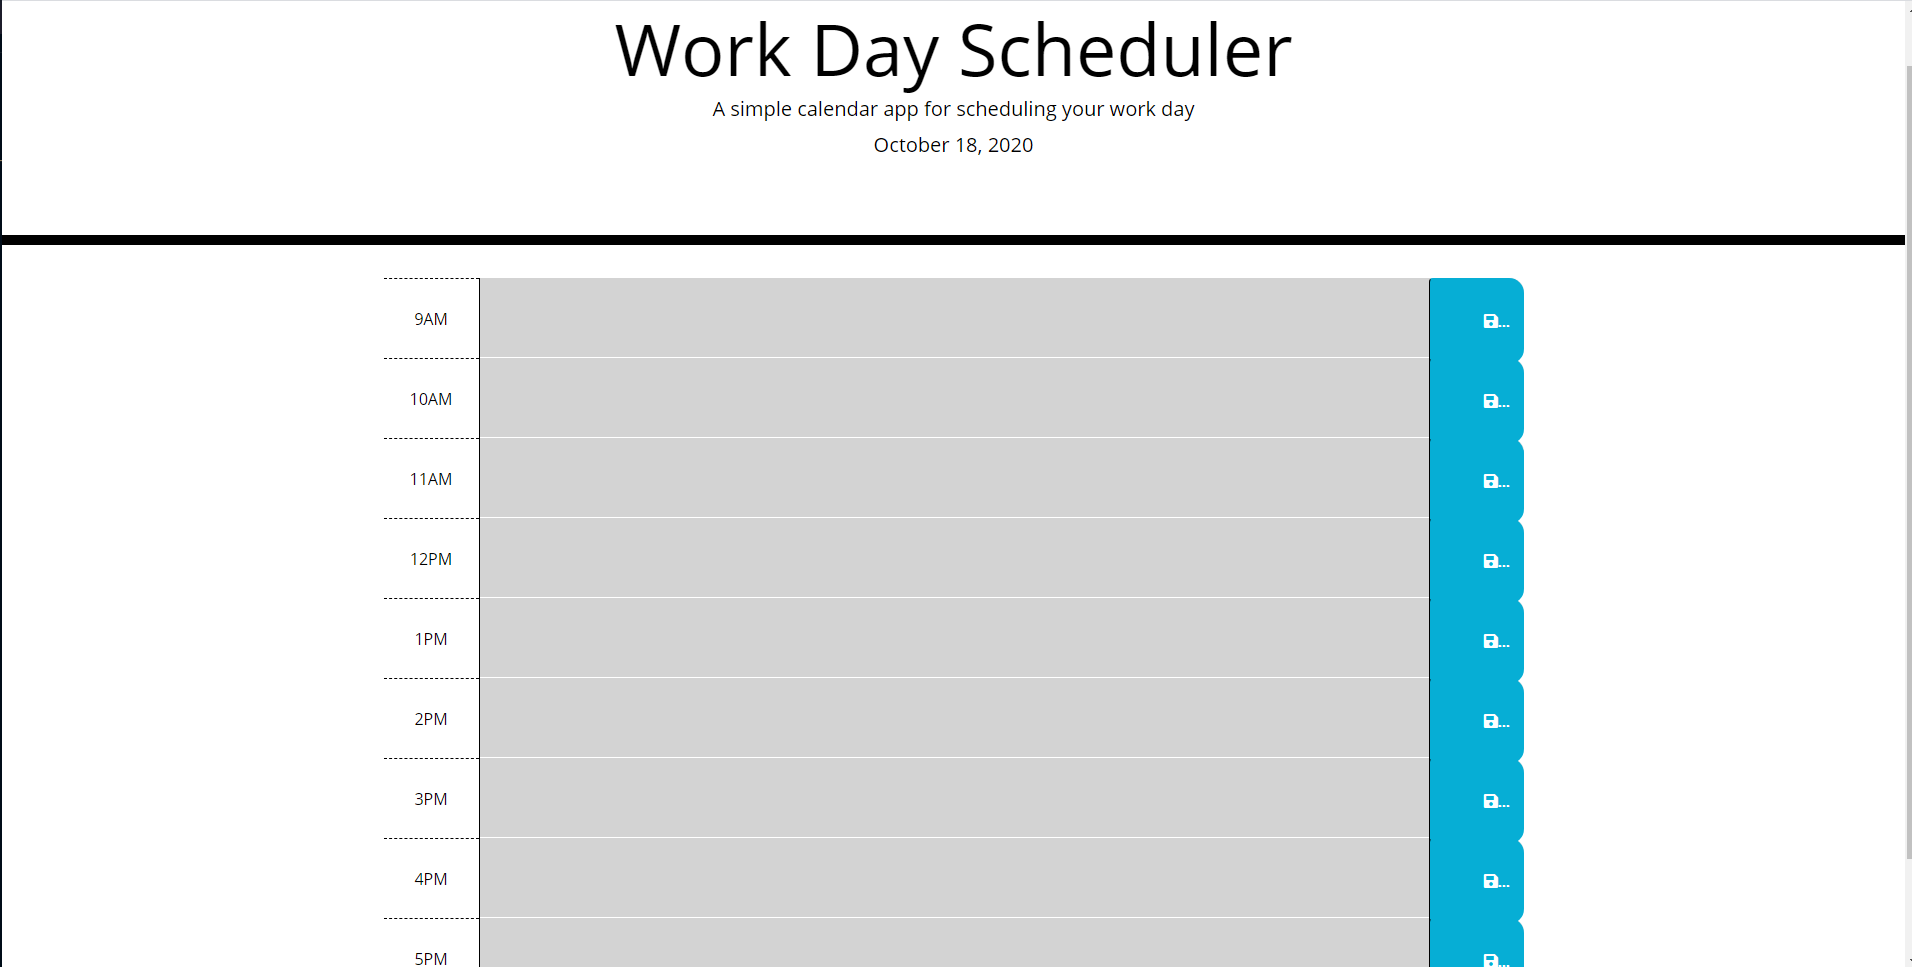 Work Day Scheduler
A simple calendar app for scheduling your work day
October 18, 2020
9AM
...
10AM
...
11AM
...
12PM
...
1PM
...
2PM
...
3PM
...
4PM
...
5PM
...